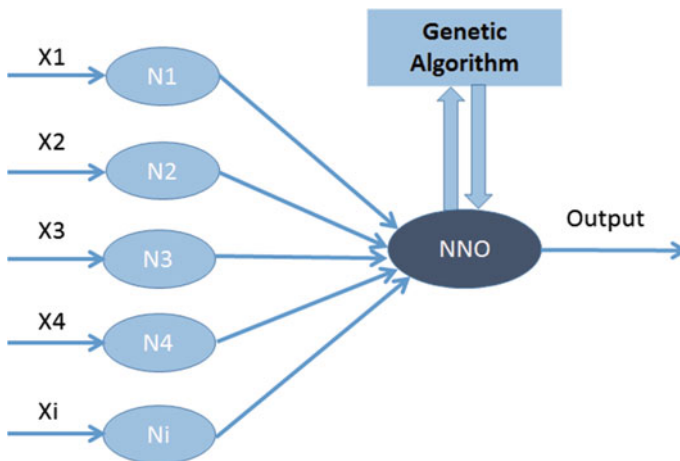 Genetic
Algorithm
X1
N1
X2
N2
X3
N3
NNO
Output
X4
N4
Xi
Ni